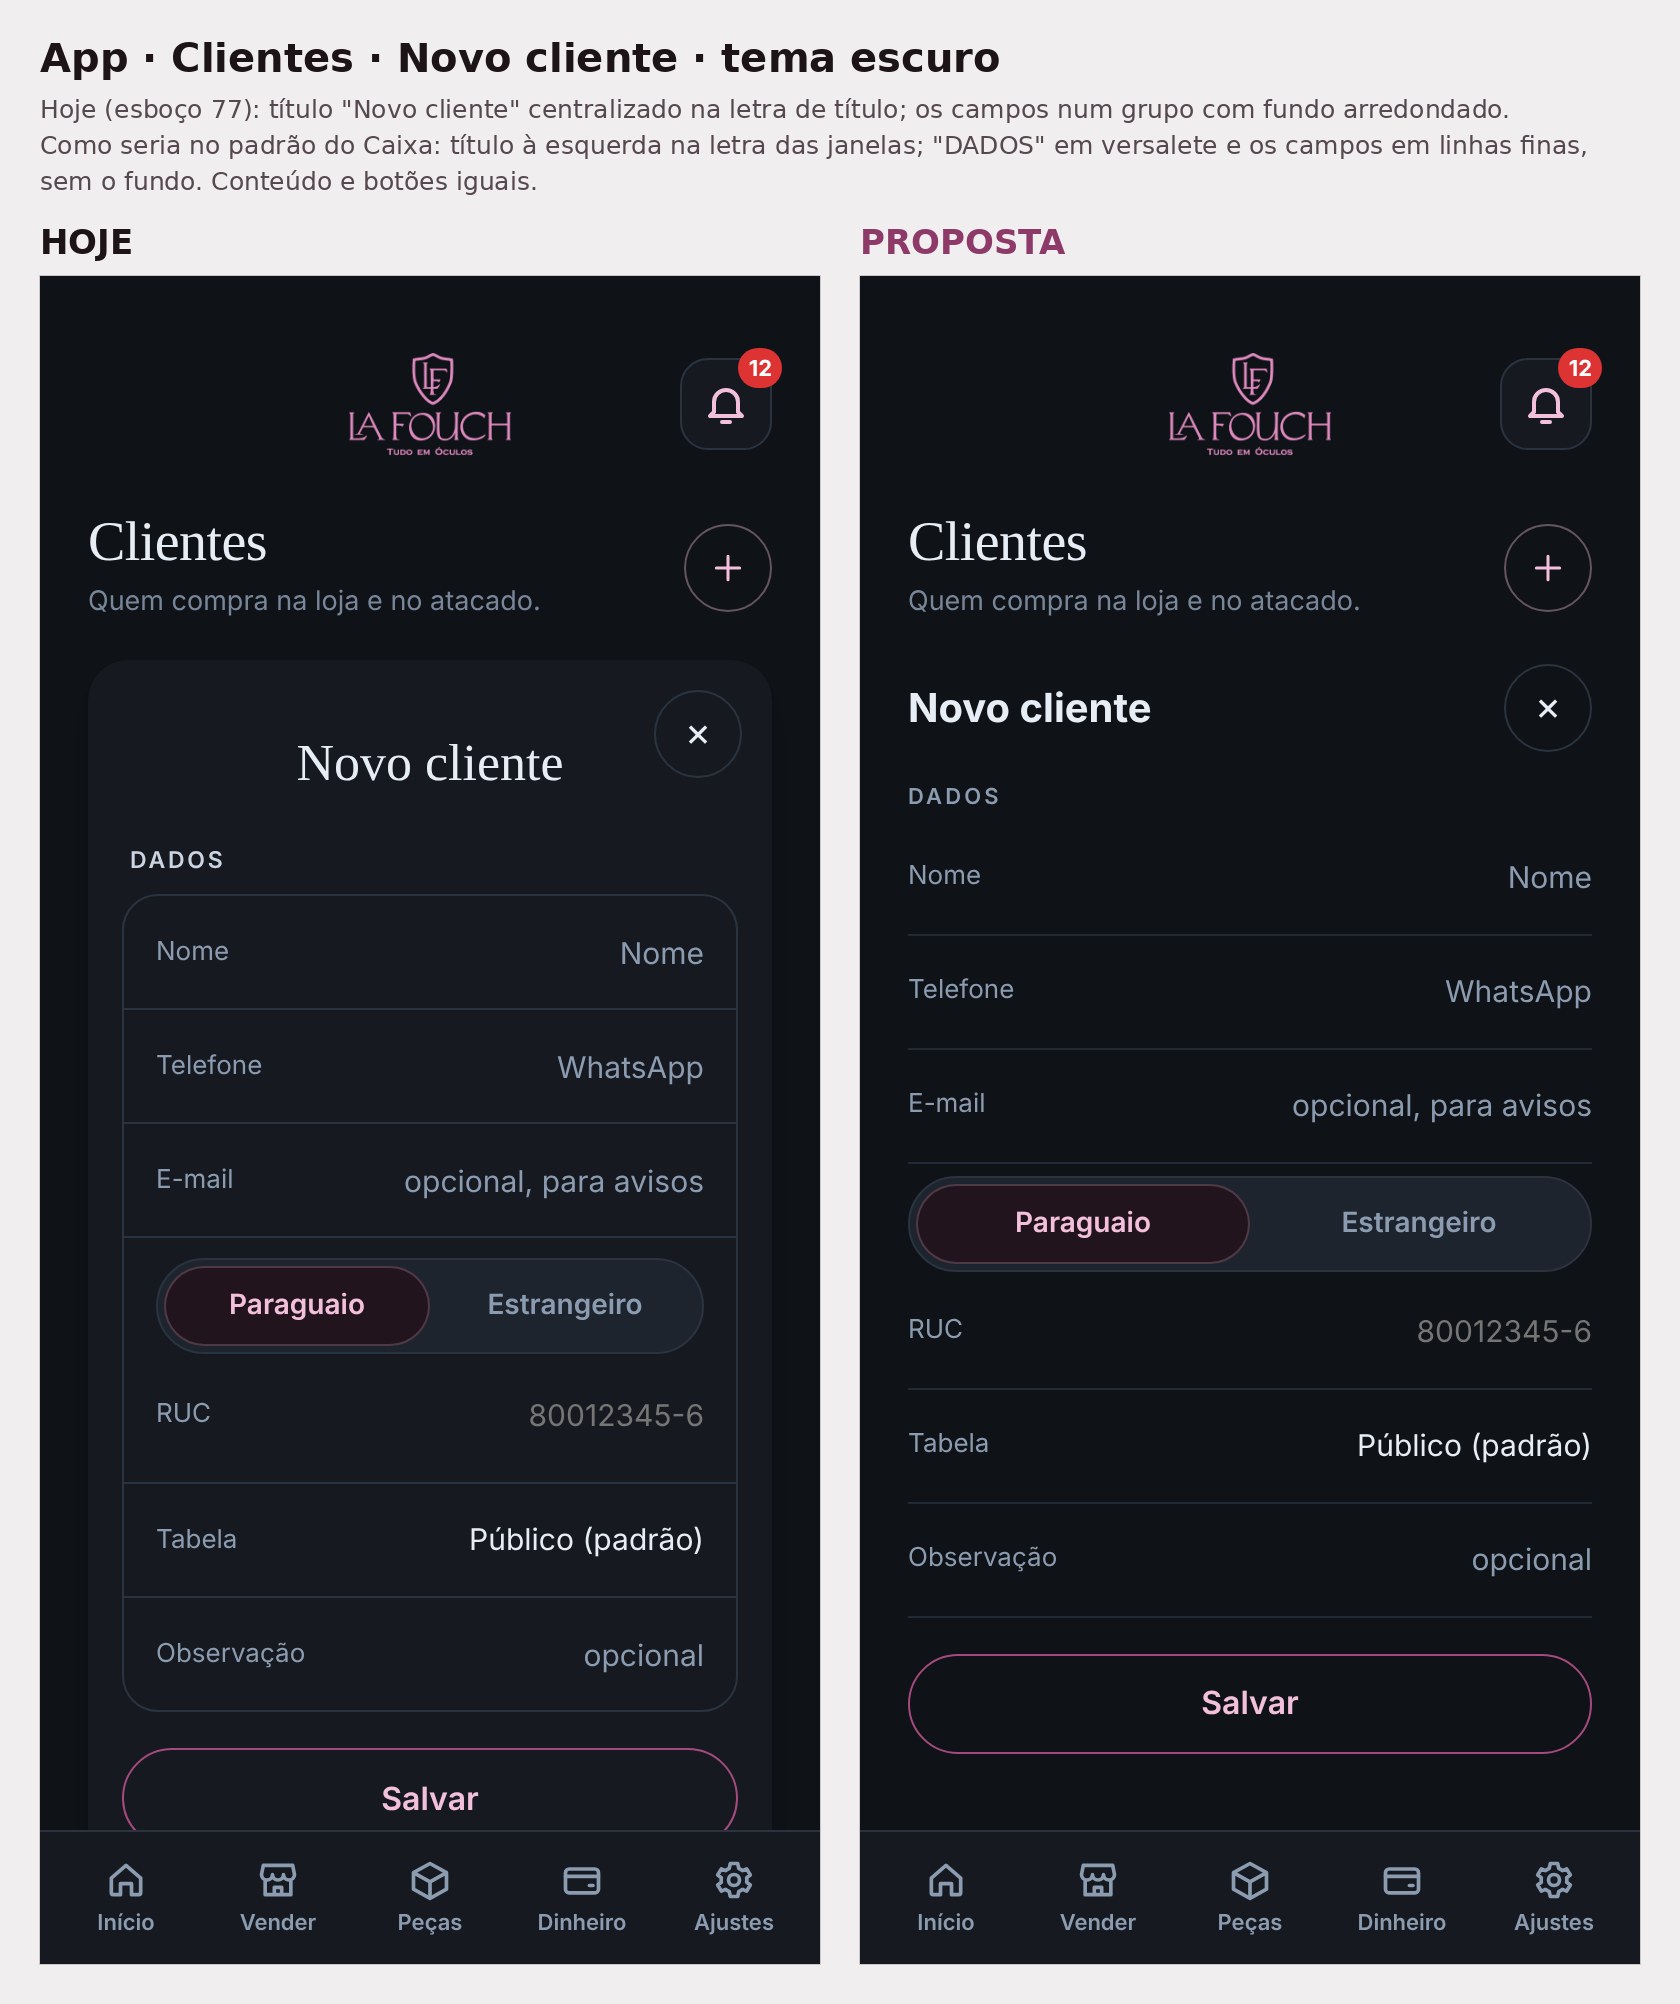 App · Clientes · Novo cliente · tema escuro
Hoje (esboço 77): título "Novo cliente" centralizado na letra de título; os campos num grupo com fundo arredondado.
Como seria no padrão do Caixa: título à esquerda na letra das janelas; "DADOS" em versalete e os campos em linhas finas,
sem o fundo. Conteúdo e botões iguais.
HOJE
LF
LA FOUCH
TUDO EM ÓCULOS
12
Clientes
Quem compra na loja e no atacado.
Novo cliente
DADOS
Nome Nome
Telefone WhatsApp
E-mail opcional, para avisos
Paraguaio Estrangeiro
RUC 80012345-6
Tabela Público (padrão)
Observação opcional
Salvar
Início Vender Peças Dinheiro Ajustes
PROPOSTA
LF
LA FOUCH
TUDO EM ÓCULOS
12
Clientes
Quem compra na loja e no atacado.
Novo cliente
DADOS
Nome Nome
Telefone WhatsApp
E-mail opcional, para avisos
Paraguaio Estrangeiro
RUC 80012345-6
Tabela Público (padrão)
Observação opcional
Salvar
Início Vender Peças Dinheiro Ajustes